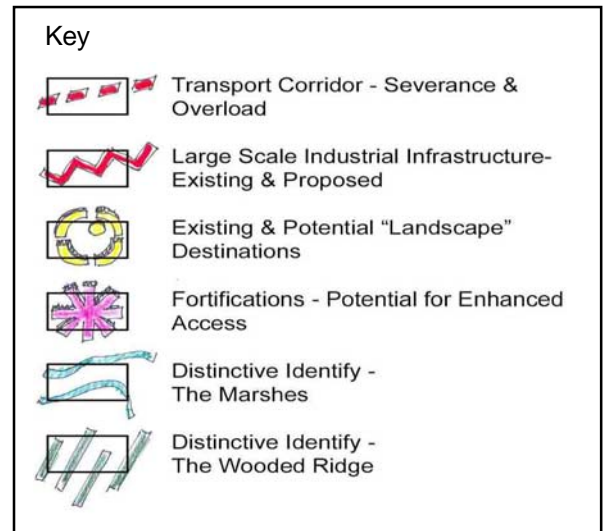 Key
Transport Corridor - Severance &
Overload
Large Scale Industrial Infrastructure-
Existing & Proposed
Existing & Potential “Landscape”
Destinations
Fortifications - Potential for Enhanced
Access
Distinctive Identify -
The Marshes
Distinctive Identify -
The Wooded Ridge